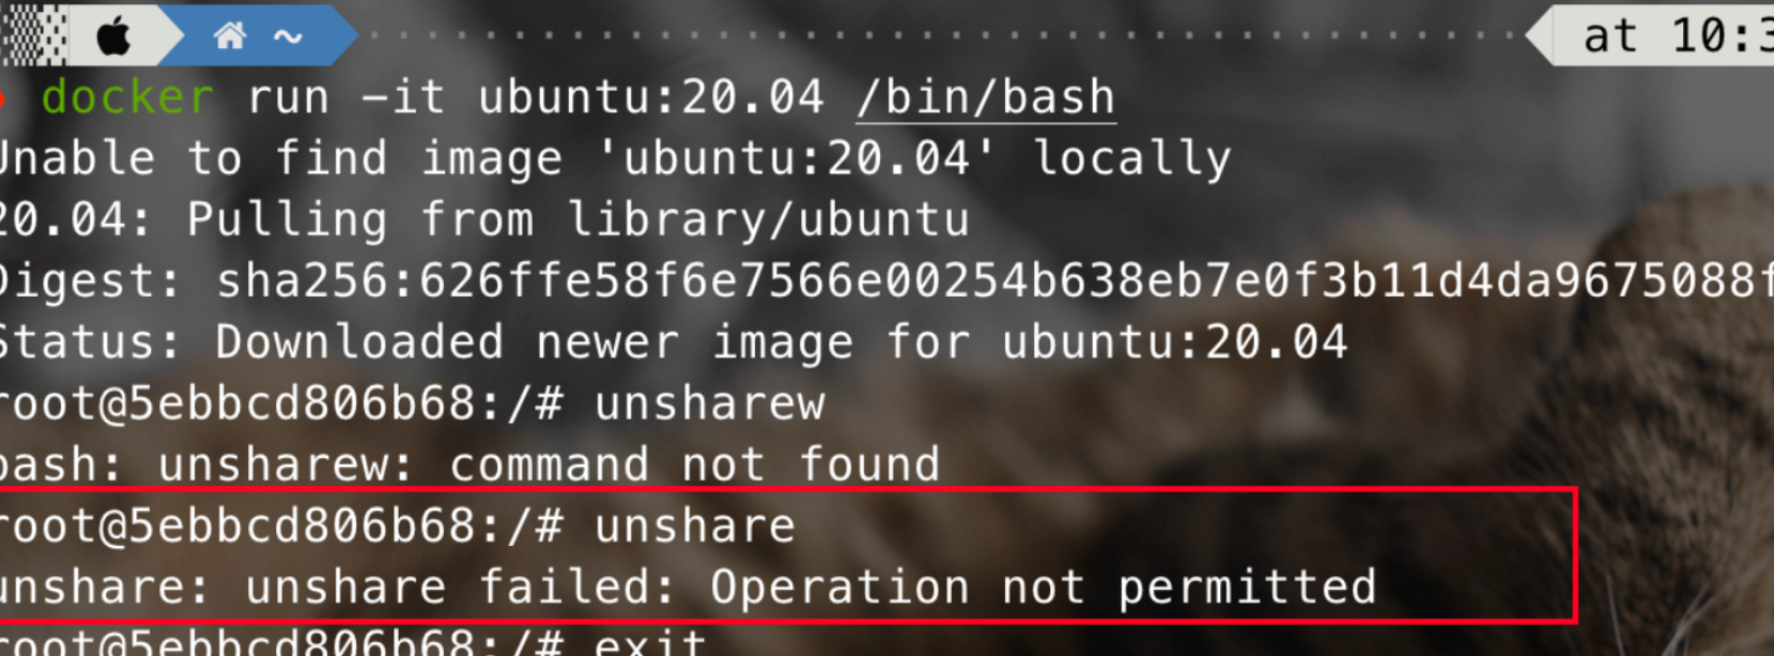 ~ at 10:3
docker run -it ubuntu:20.04 /bin/bash
Unable to find image 'ubuntu:20.04' locally
20.04: Pulling from library/ubuntu
Digest: sha256:626ffe58f6e7566e00254b638eb7e0f3b11d4da9675088f
Status: Downloaded newer image for ubuntu:20.04
root@5ebbcd806b68:/# unsharew
bash: unsharew: command not found
root@5ebbcd806b68:/# unshare
unshare: unshare failed: Operation not permitted
root@5ebbcd806b68:/# exit